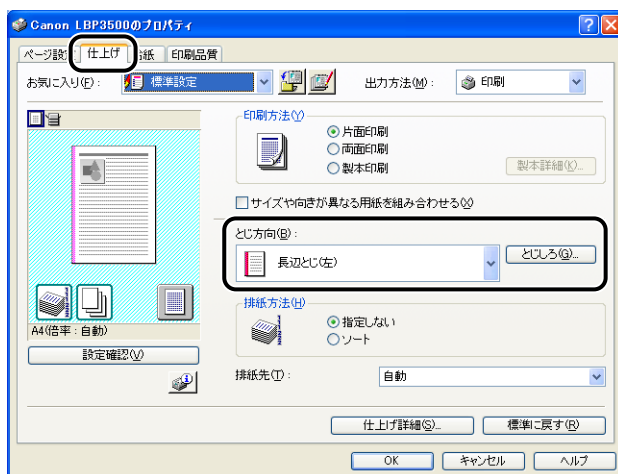 Canon LBP3500のプロパティ
ページ設定 仕上げ 給紙 印刷品質
お気に入り(F): 標準設定 出力方法(M): 印刷
印刷方法(Y)
片面印刷
両面印刷
製本印刷 製本詳細(K)...
サイズや向きが異なる用紙を組み合わせる(X)
とじ方向(B):
長辺とじ(左) とじしろ(G)...
排紙方法(H)
指定しない
ソート
A4(倍率:自動)
設定確認(V)
排紙先(T): 自動
仕上げ詳細(S)... 標準に戻す(R)
OK キャンセル ヘルプ